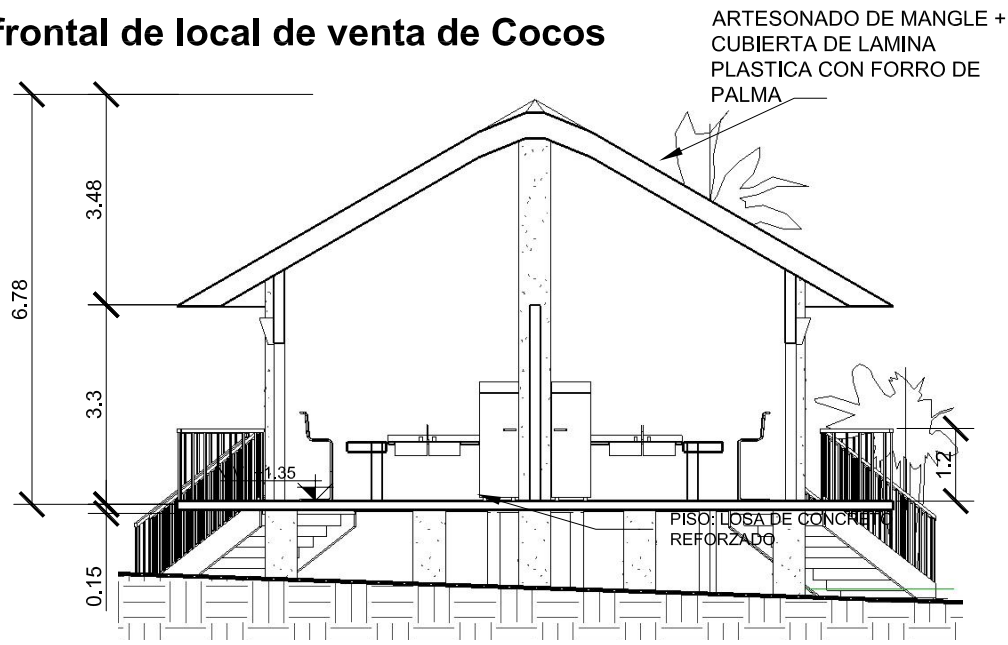 frontal de local de venta de Cocos
ARTESONADO DE MANGLE +
CUBIERTA DE LAMINA
PLASTICA CON FORRO DE
PALMA
3.48
6.78
3.3
1.2
1.35
PISO: LOSA DE CONCRETO
REFORZADO
0.15